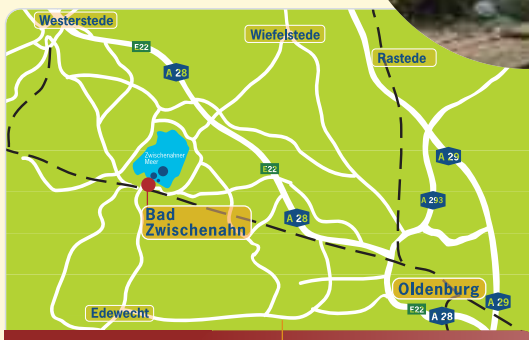 Westerstede
Wiefelstede
E22
Rastede
A 28
Zwischenahner
Meer
A 29
E22
A 293
Bad
Zwischenahn
A 28
Oldenburg
A 29
Edewecht
E22
A 28